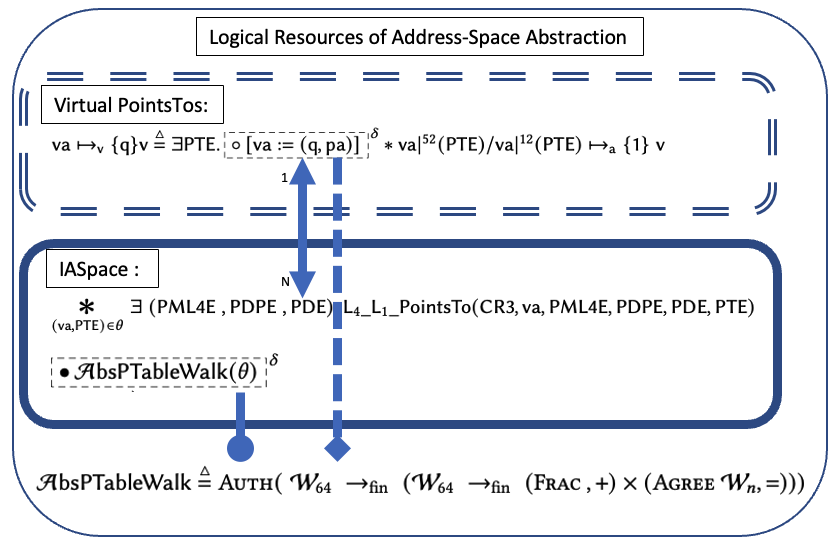 Logical Resources of Address-Space Abstraction
Virtual PointsTos:
va ↦ᵥ {q}v ≜ ∃PTE. ∘ [va := (q, pa)] ^δ ∗ va|⁵²(PTE)/va|¹²(PTE) ↦ₐ {1} v
1
IASpace :
N
∗ ∃ (PML4E , PDPE , PDE) L₄_L₁_PointsTo(CR3, va, PML4E, PDPE, PDE, PTE)
(va,PTE)∈θ
• 𝒜bsPTableWalk(θ) ^δ
𝒜bsPTableWalk ≜ AUTH( 𝒲₆₄ →fin (𝒲₆₄ →fin (FRAC , +) × (AGREE 𝒲ₙ, =)))